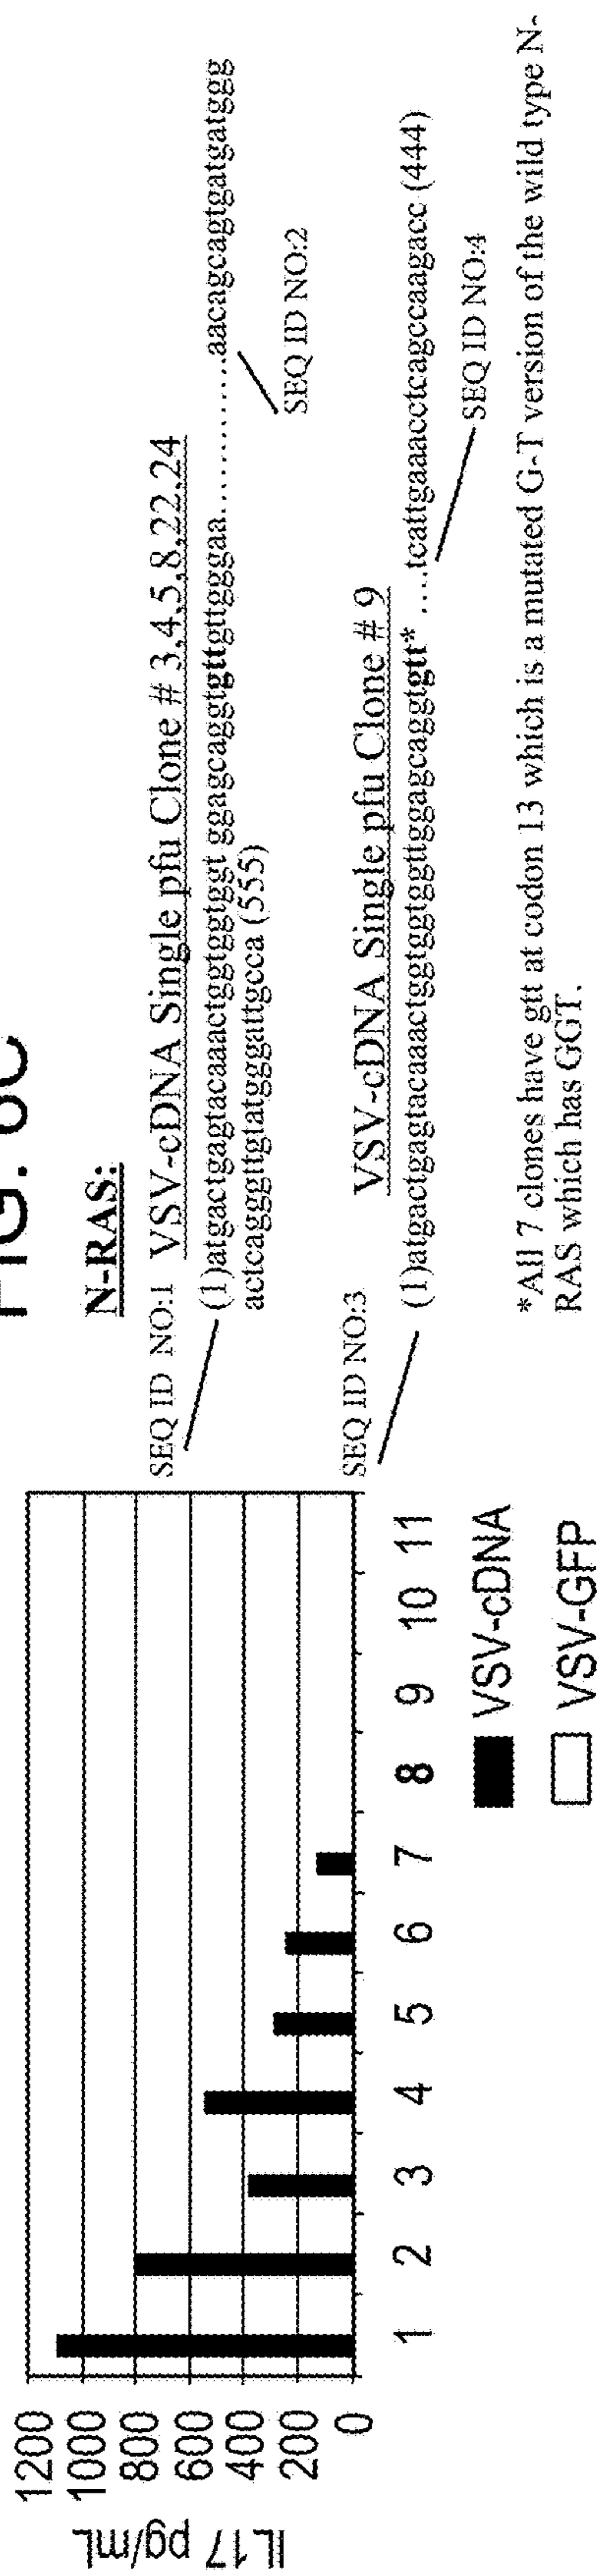 FIG.
IL17 pg/mL
1200
1000
800
600
400
200
0
1 2 3 4 5 6 7 8 9 10 11
VSV-cDNA
VSV-GFP
N-RAS:
SEQ ID NO:1 VSV-cDNA Single pfu Clone # 3,4,5,8,22,24
(1)atgactgagtacaaactggtggtggt ggagcaggtgttgttgggaa............aacagcagtgatgatggg
actcagggttgtatgggattgcca (555)
SEQ ID NO:2
SEQ ID NO:3
VSV-cDNA Single pfu Clone # 9
(1)atgactgagtacaaactggtggtggttggagcaggtgtt* ....tcattgaaacctcagccaagacc (444)
SEQ ID NO:4
*All 7 clones have gtt at codon 13 which is a mutated G-T version of the wild type N-
RAS which has GGT.